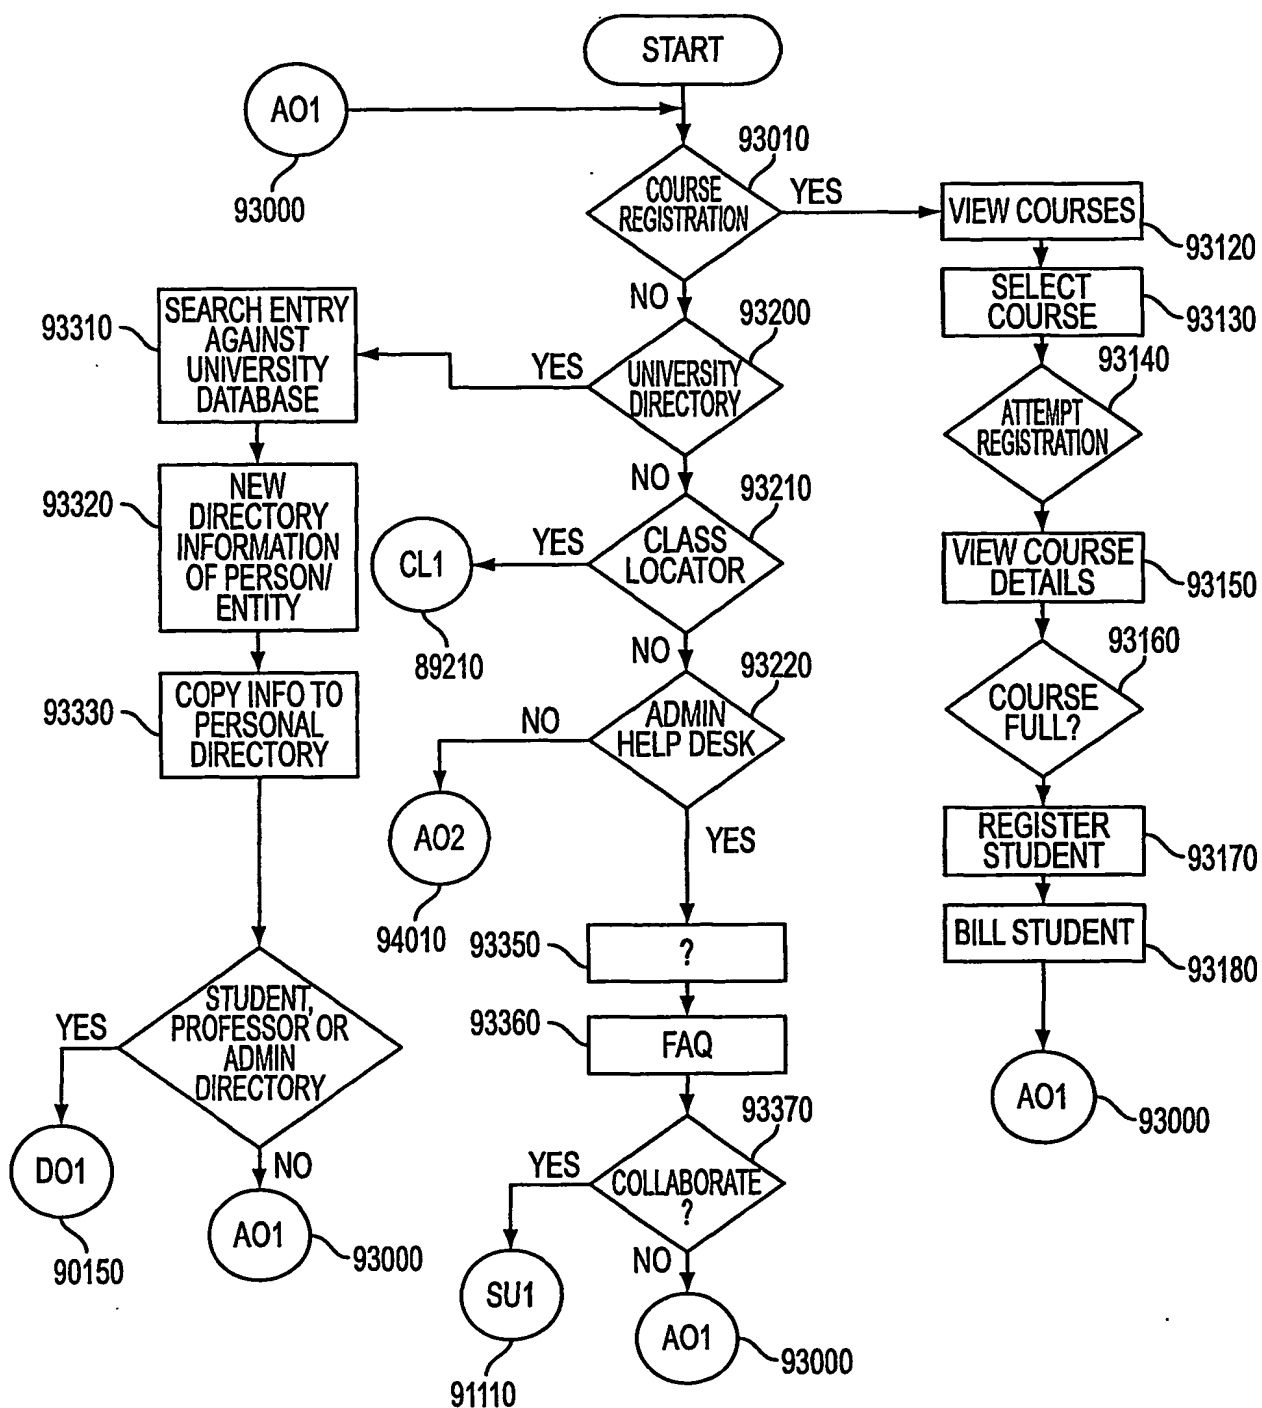 START
AO1
93000
93010
COURSE
REGISTRATION
YES
NO
VIEW COURSES
93120
SELECT
COURSE
93130
93140
ATTEMPT
REGISTRATION
VIEW COURSE
DETAILS
93150
93160
COURSE
FULL?
REGISTER
STUDENT
93170
BILL STUDENT
93180
AO1
93000
93200
UNIVERSITY
DIRECTORY
YES
NO
93310
SEARCH ENTRY
AGAINST
UNIVERSITY
DATABASE
93320
NEW
DIRECTORY
INFORMATION
OF PERSON/
ENTITY
93330
COPY INFO TO
PERSONAL
DIRECTORY
STUDENT,
PROFESSOR OR
ADMIN
DIRECTORY
YES
DO1
90150
NO
AO1
93000
93210
CLASS
LOCATOR
YES
CL1
89210
NO
93220
ADMIN
HELP DESK
NO
AO2
94010
YES
93350
?
93360
FAQ
93370
COLLABORATE
?
YES
SU1
91110
NO
AO1
93000